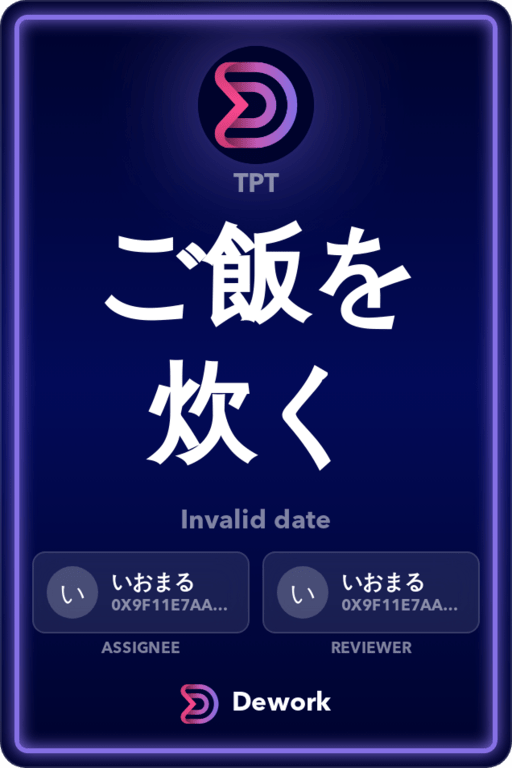 TPT
ご飯を
炊く
Invalid date
い いおまる
0X9F11E7AA...
い いおまる
0X9F11E7AA...
ASSIGNEE
REVIEWER
Dework